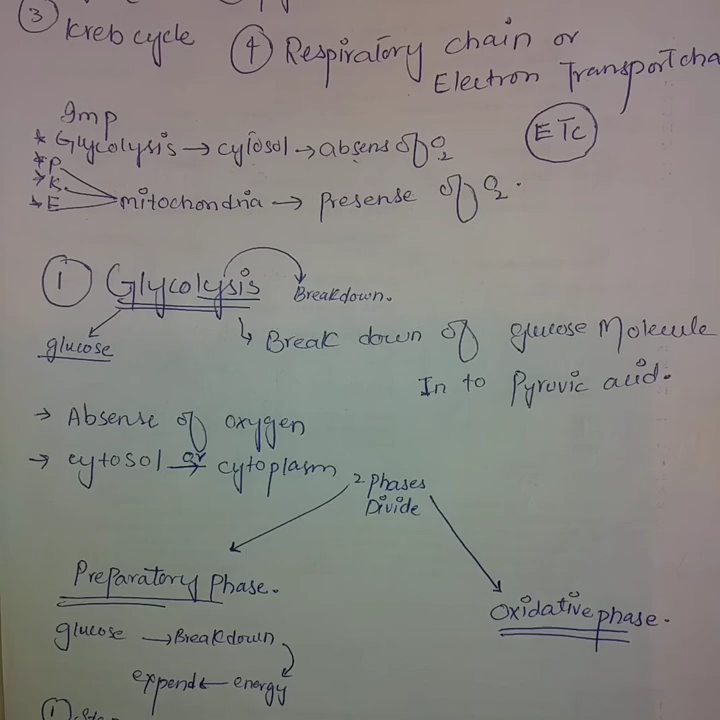 ③ Kreb cycle ④ Respiratory chain or
Electron Transport cha
ETC
Imp
* Glycolysis → cytosol → absens of O₂
* P
* K
* E mitochondria → Presense of O₂.
① Glycolysis Breakdown.
glucose ↳ Break down of glucose Molecule
In to Pyruvic acid.
→ Absense of oxygen
→ cytosol or → cytoplasm
2 Phases
Divide
Preparatory Phase.
Oxidative phase.
glucose → Breakdown
expend ← energy
①